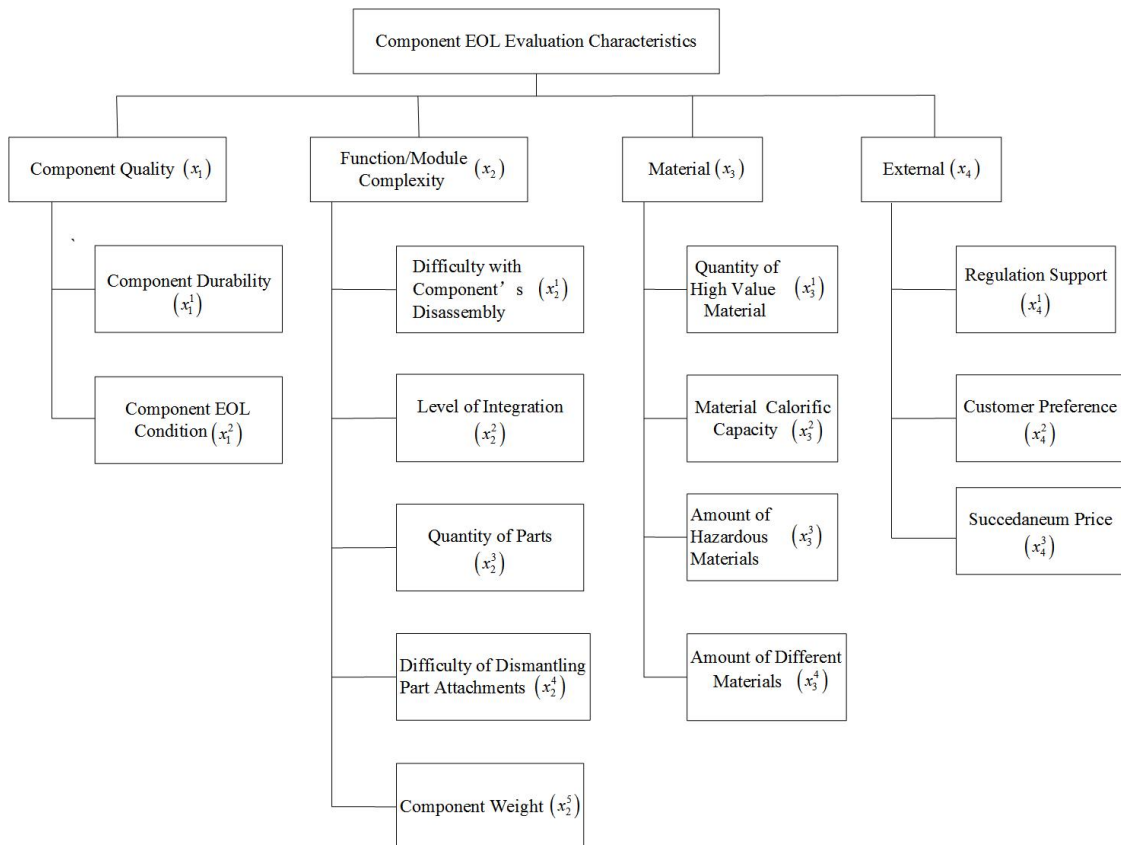 Component EOL Evaluation Characteristics
Component Quality (x₁)
Function/Module
Complexity (x₂)
Material (x₃)
External (x₄)
Component Durability
(x₁¹)
Component EOL
Condition (x₁²)
Difficulty with
Component’s (x₂¹)
Disassembly
Level of Integration
(x₂²)
Quantity of Parts
(x₂³)
Difficulty of Dismantling
Part Attachments (x₂⁴)
Component Weight (x₂⁵)
Quantity of
High Value (x₃¹)
Material
Material Calorific
Capacity (x₃²)
Amount of
Hazardous (x₃³)
Materials
Amount of Different
Materials (x₃⁴)
Regulation Support
(x₄¹)
Customer Preference
(x₄²)
Succedaneum Price
(x₄³)